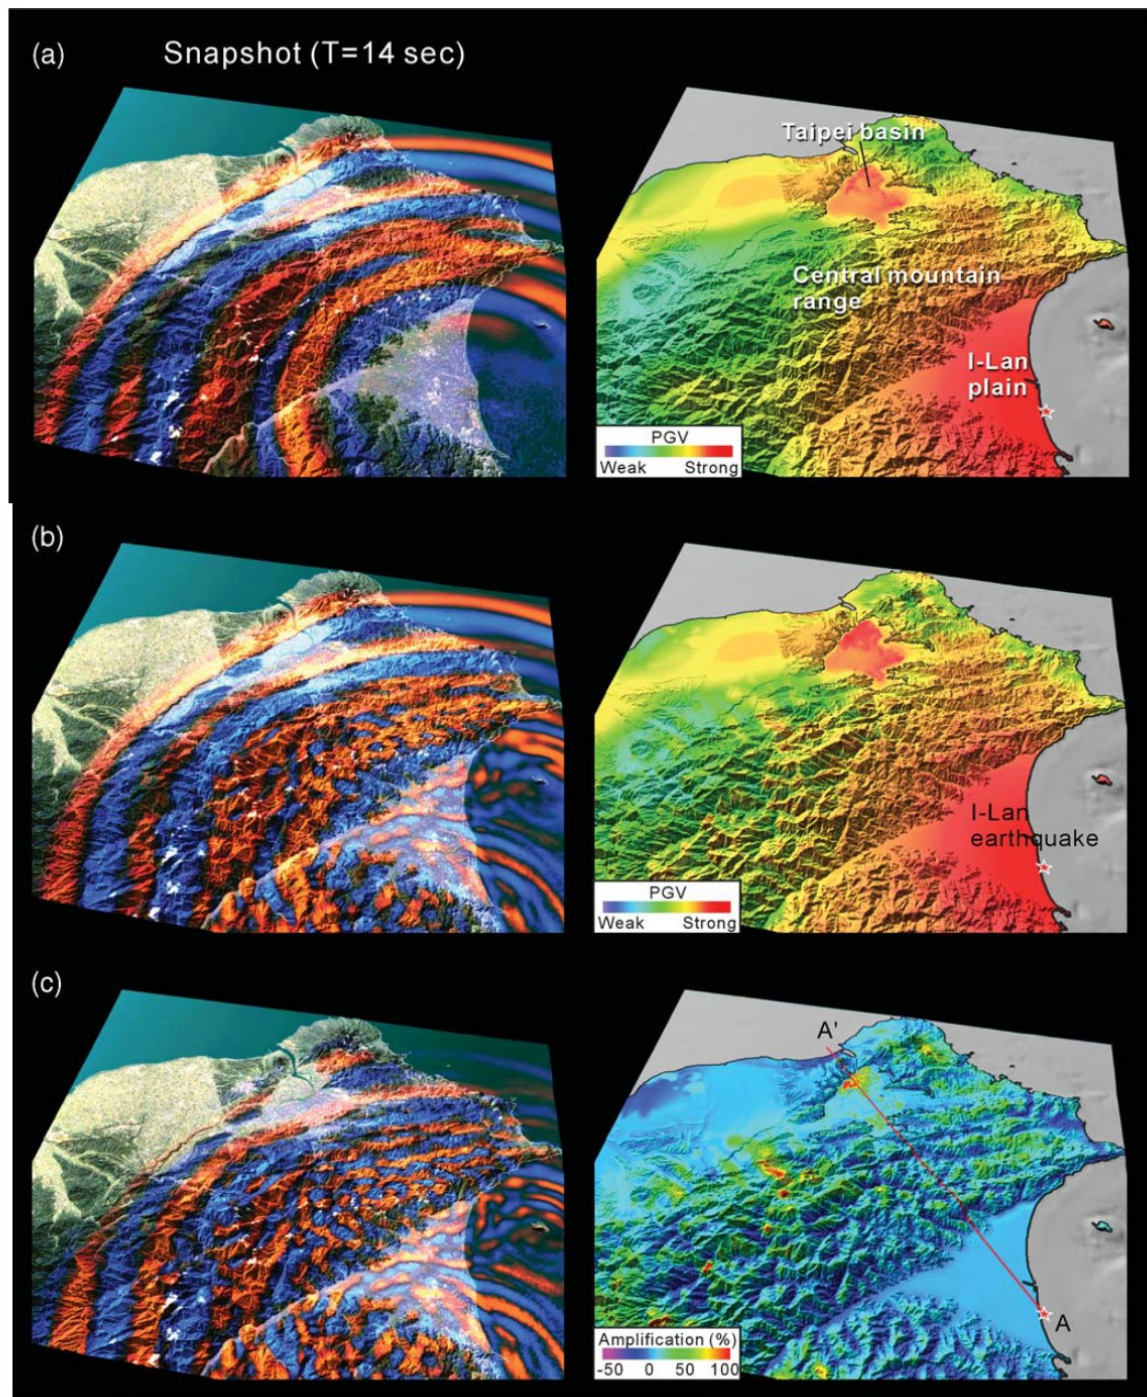 (a)
Snapshot (T=14 sec)
Taipei basin
Central mountain
range
I-Lan
plain
PGV
Weak Strong
(b)
I-Lan
earthquake
PGV
Weak Strong
(c)
A'
A
Amplification (%)
-50 0 50 100